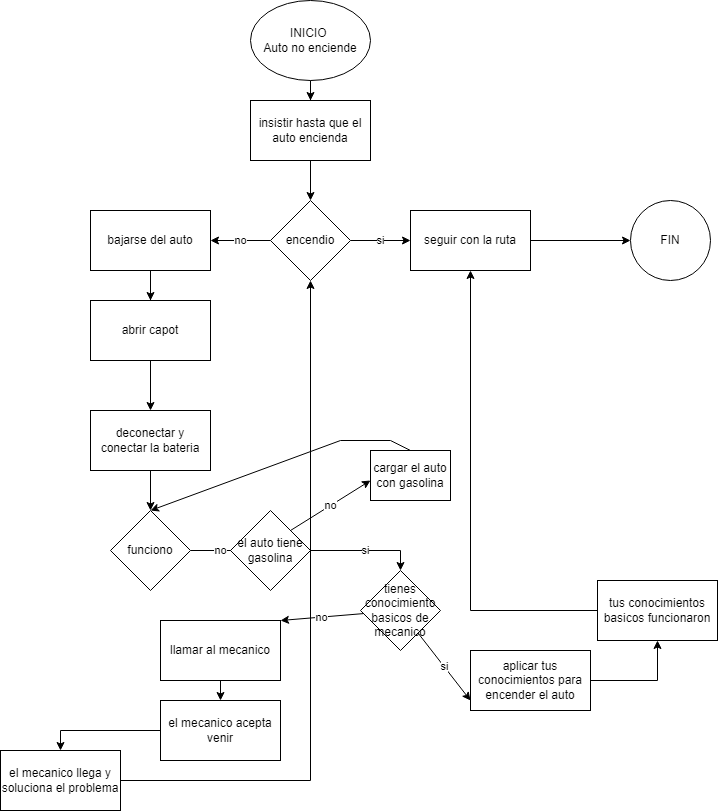 INICIO
Auto no enciende
insistir hasta que el
auto encienda
bajarse del auto
no
encendio
si
seguir con la ruta
FIN
abrir capot
deconectar y
conectar la bateria
cargar el auto
con gasolina
no
funciono
no
el auto tiene
gasolina
si
tienes
conocimiento
basicos de
mecanico
no
si
tus conocimientos
basicos funcionaron
llamar al mecanico
aplicar tus
conocimientos para
encender el auto
el mecanico acepta
venir
el mecanico llega y
soluciona el problema